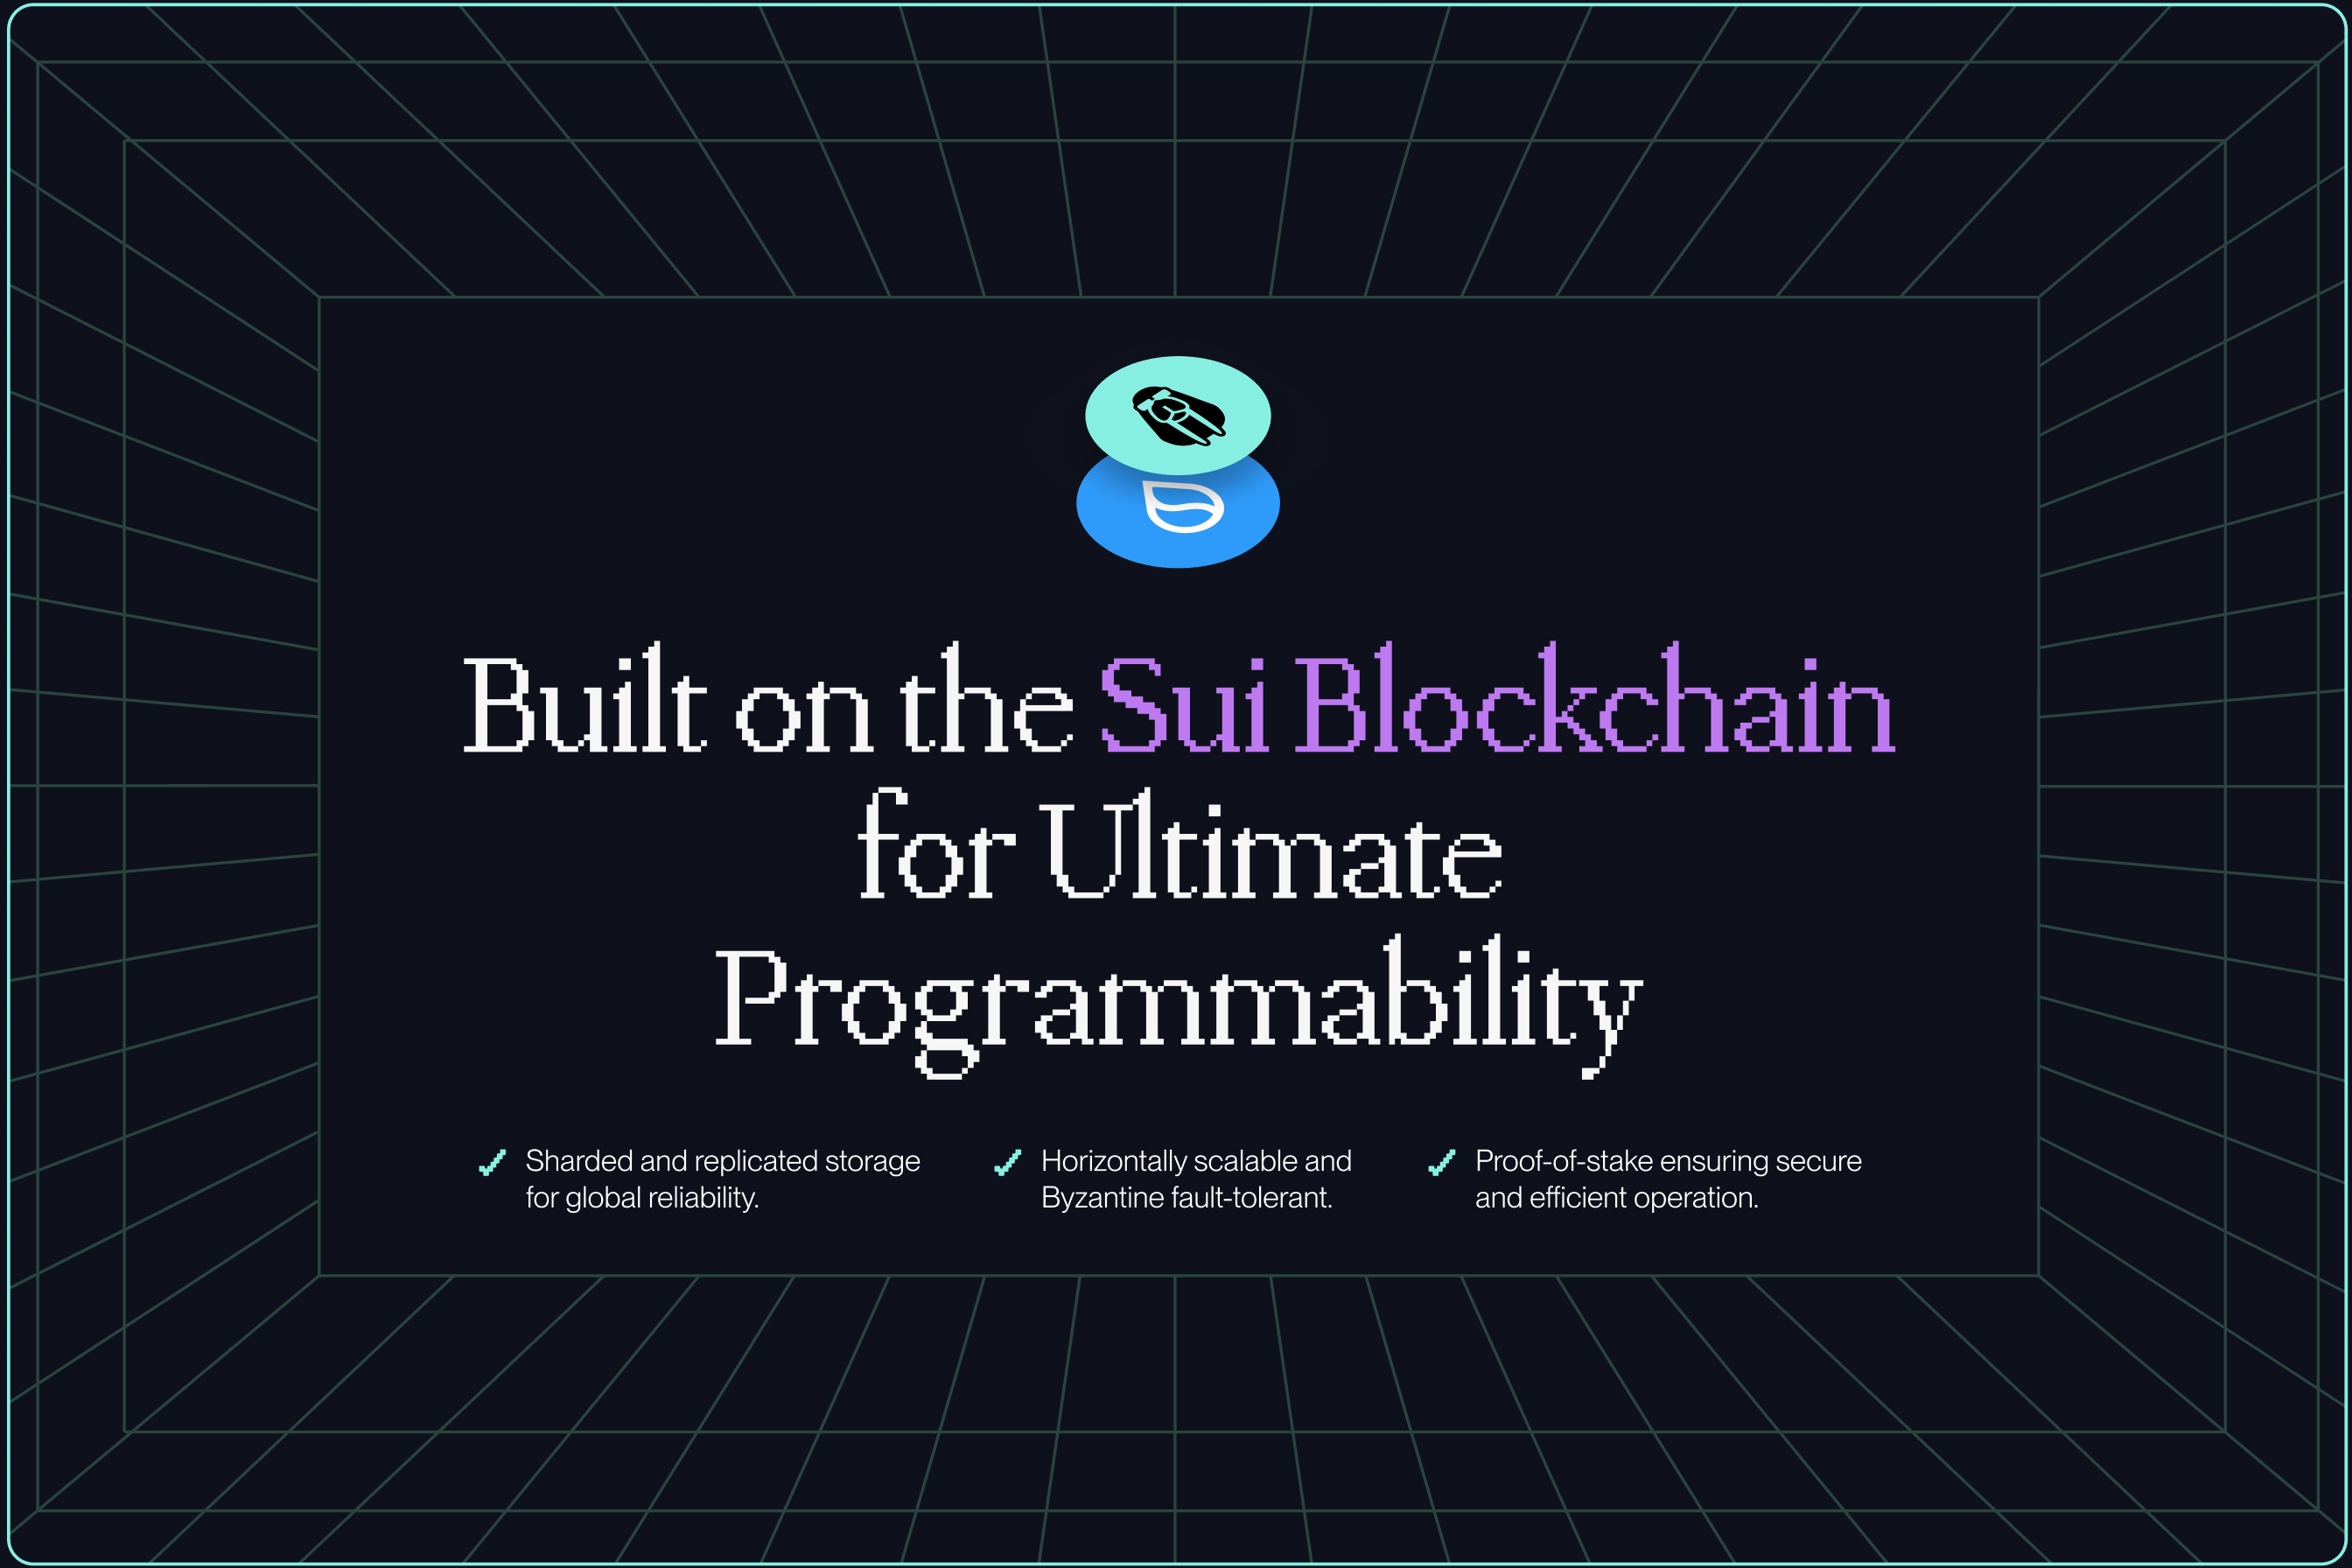 Built on the Sui Blockchain
for Ultimate
Programmability
Sharded and replicated storage
for global reliability.
Horizontally scalable and
Byzantine fault-tolerant.
Proof-of-stake ensuring secure
and efficient operation.